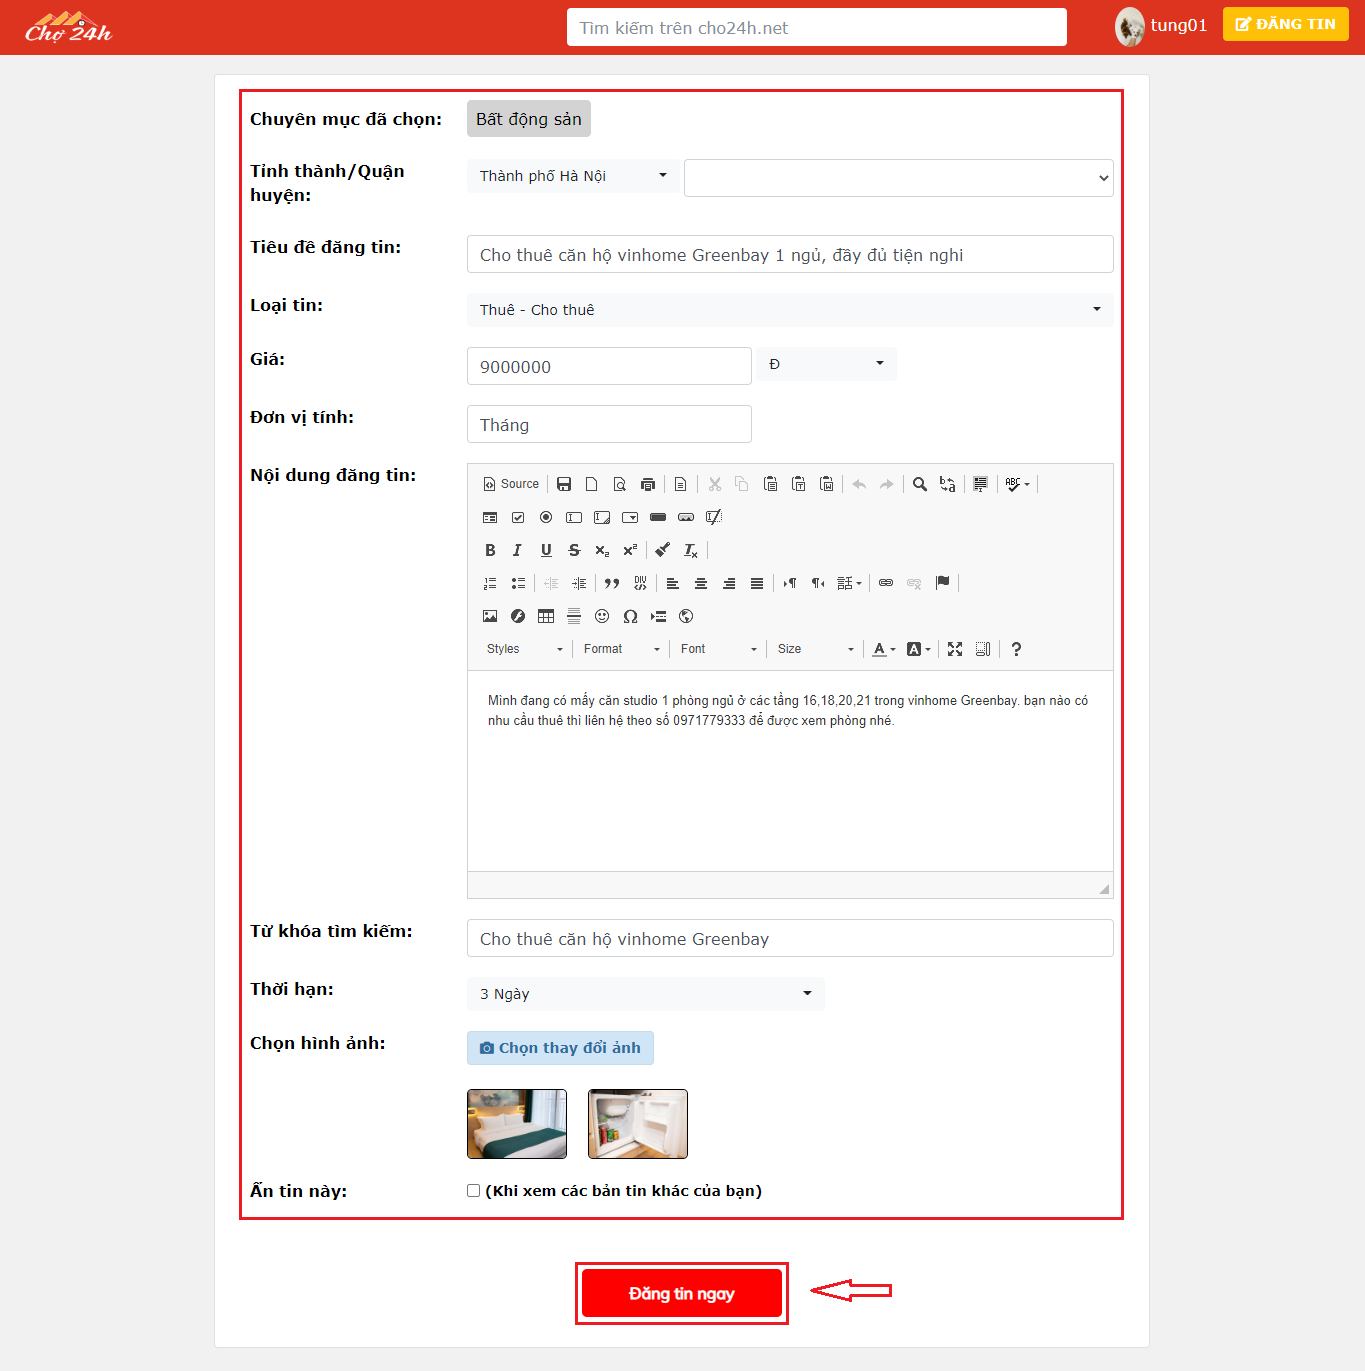 Chợ 24h
Tìm kiếm trên cho24h.net
tung01
ĐĂNG TIN
Chuyên mục đã chọn:
Bất động sản
Tỉnh thành/Quận
huyện:
Thành phố Hà Nội
Tiêu đề đăng tin:
Cho thuê căn hộ vinhome Greenbay 1 ngủ, đầy đủ tiện nghi
Loại tin:
Thuê - Cho thuê
Giá:
9000000
Đ
Đơn vị tính:
Tháng
Nội dung đăng tin:
Source
Styles
Format
Font
Size
Mình đang có mấy căn studio 1 phòng ngủ ở các tầng 16,18,20,21 trong vinhome Greenbay. bạn nào có
nhu cầu thuê thì liên hệ theo số 0971779333 để được xem phòng nhé.
Từ khóa tìm kiếm:
Cho thuê căn hộ vinhome Greenbay
Thời hạn:
3 Ngày
Chọn hình ảnh:
Chọn thay đổi ảnh
Ẩn tin này:
(Khi xem các bản tin khác của bạn)
Đăng tin ngay